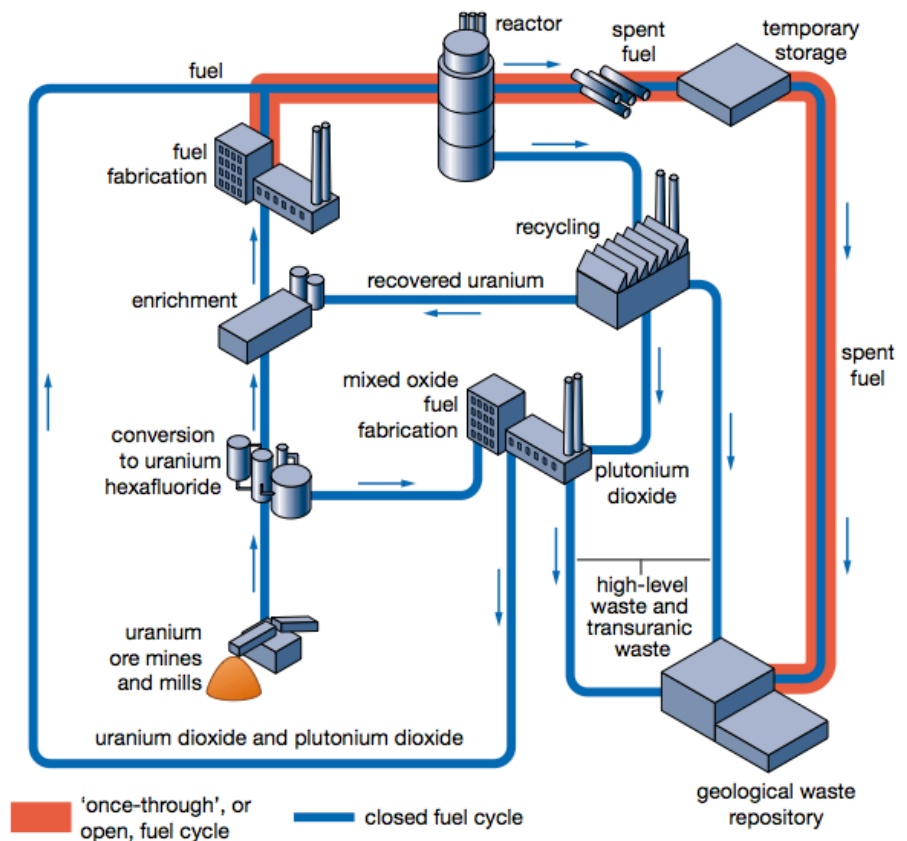 reactor
spent
fuel
temporary
storage
fuel
fuel
fabrication
recycling
recovered uranium
enrichment
spent
fuel
mixed oxide
fuel
fabrication
conversion
to uranium
hexafluoride
plutonium
dioxide
high-level
waste and
transuranic
waste
uranium
ore mines
and mills
uranium dioxide and plutonium dioxide
geological waste
repository
'once-through', or
open, fuel cycle
closed fuel cycle